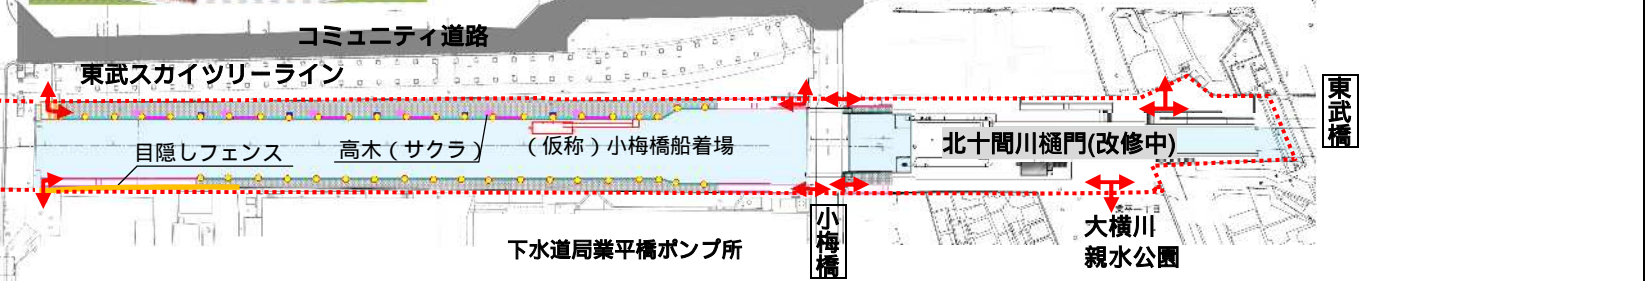 コミュニティ道路
東武スカイツリーライン
東武橋
目隠しフェンス
高木（サクラ）
（仮称）小梅橋船着場
北十間川樋門(改修中)
小梅橋
大横川
親水公園
下水道局業平橋ポンプ所